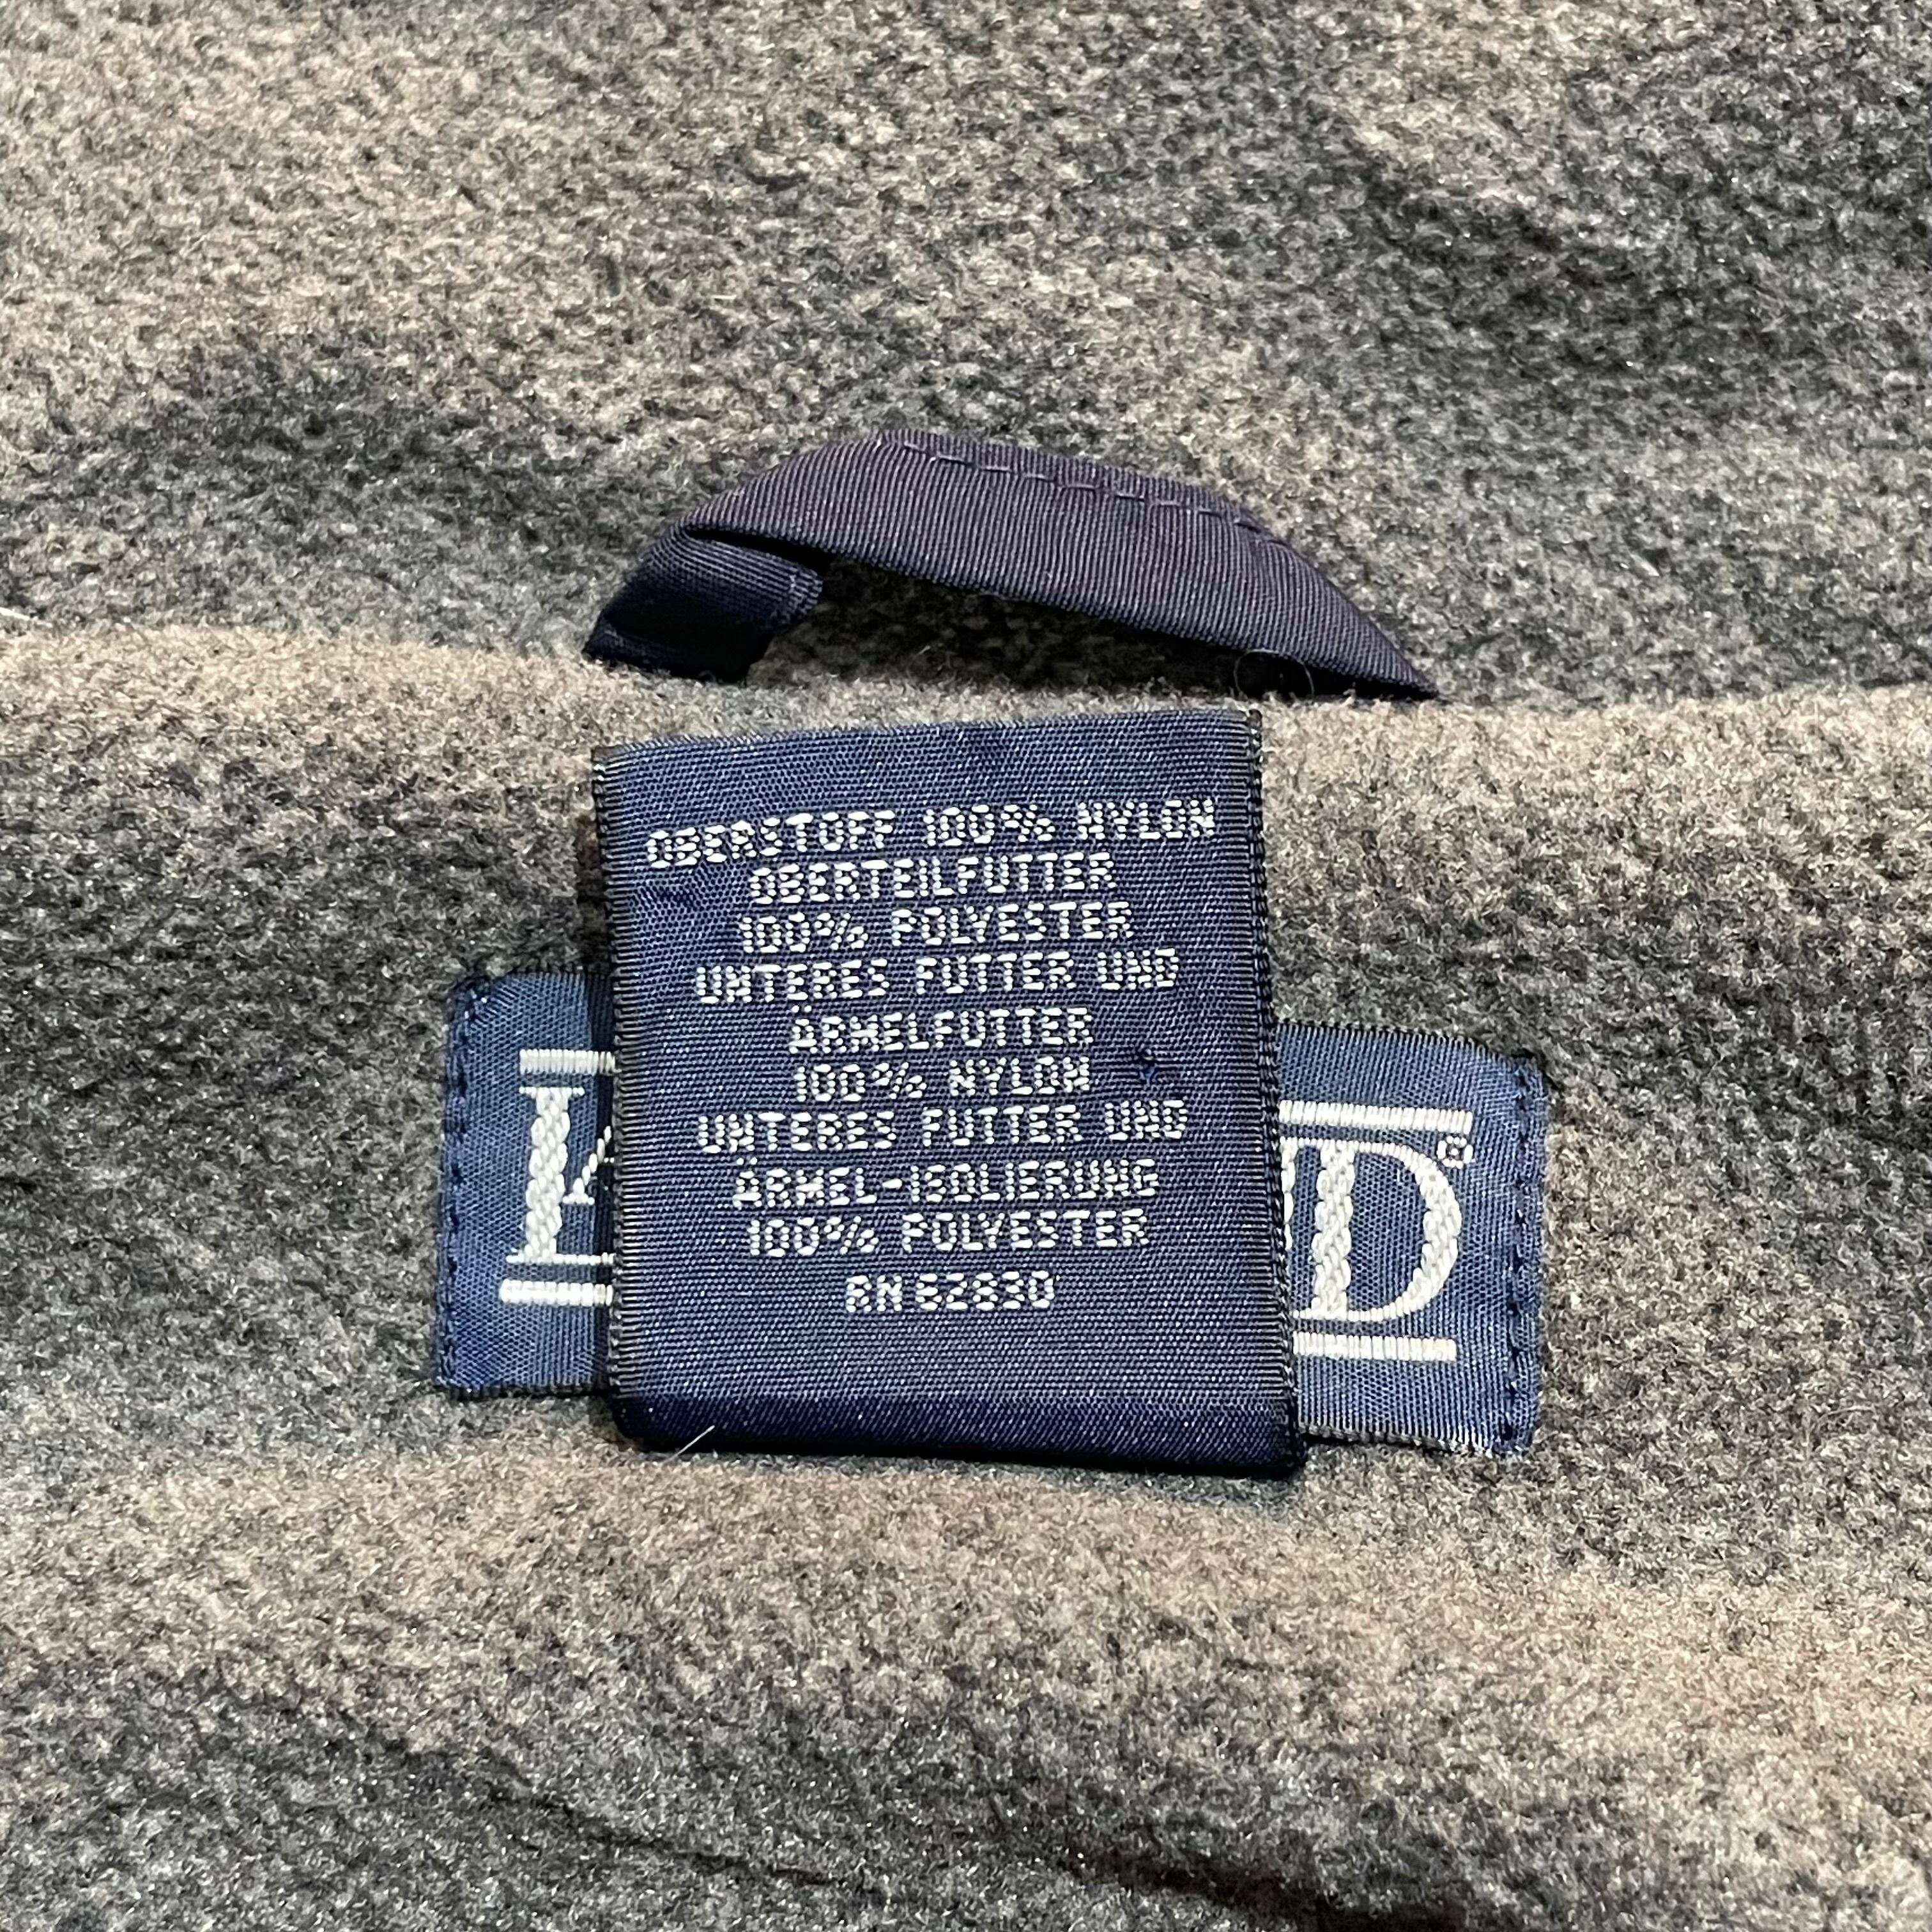 OBERSTOFF 100% NYLON
OBERTEILFUTTER
100% POLYESTER
UNTERES FUTTER UND
ÄRMELFUTTER
100% NYLON
UNTERES FUTTER UND
ÄRMEL-ISOLIERUNG
100% POLYESTER
RN 62830
D®